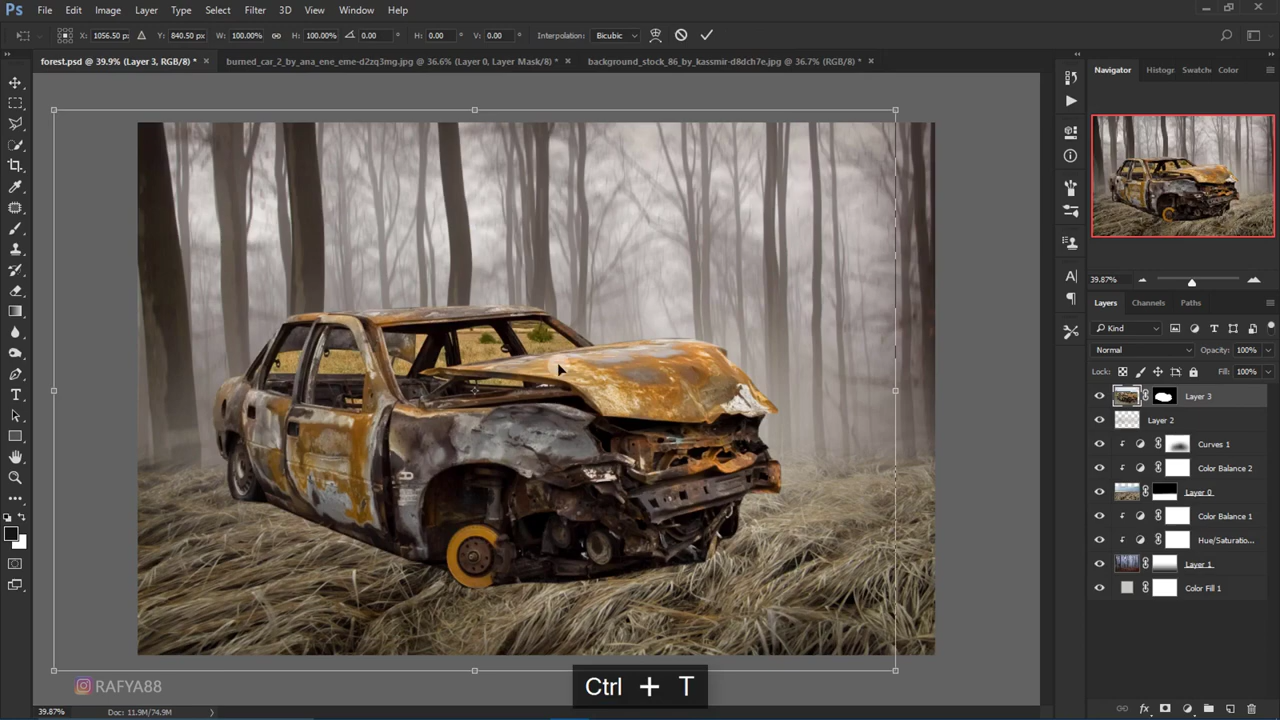 Ps File Edit Image Layer Type Select Filter 3D View Window Help
X: 1056.50 px Y: 840.50 px W: 100.00% H: 100.00% 0.00 ° H: 0.00 ° V: 0.00 ° Interpolation: Bicubic
forest.psd @ 39.9% (Layer 3, RGB/8) * × burned_car_2_by_ana_ene_eme-d2zq3mg.jpg @ 36.6% (Layer 0, Layer Mask/8) * × background_stock_86_by_kassmir-d8dch7e.jpg @ 36.7% (RGB/8) * ×
Navigator Histogr Swatch Color
39.87%
Layers Channels Paths
Kind
Normal Opacity: 100%
Lock: Fill: 100%
Layer 3
Layer 2
Curves 1
Color Balance 2
Layer 0
Color Balance 1
Hue/Saturatio...
Layer 1
Color Fill 1
RAFYA88
Ctrl + T
39.87% Doc: 11.9M/74.9M